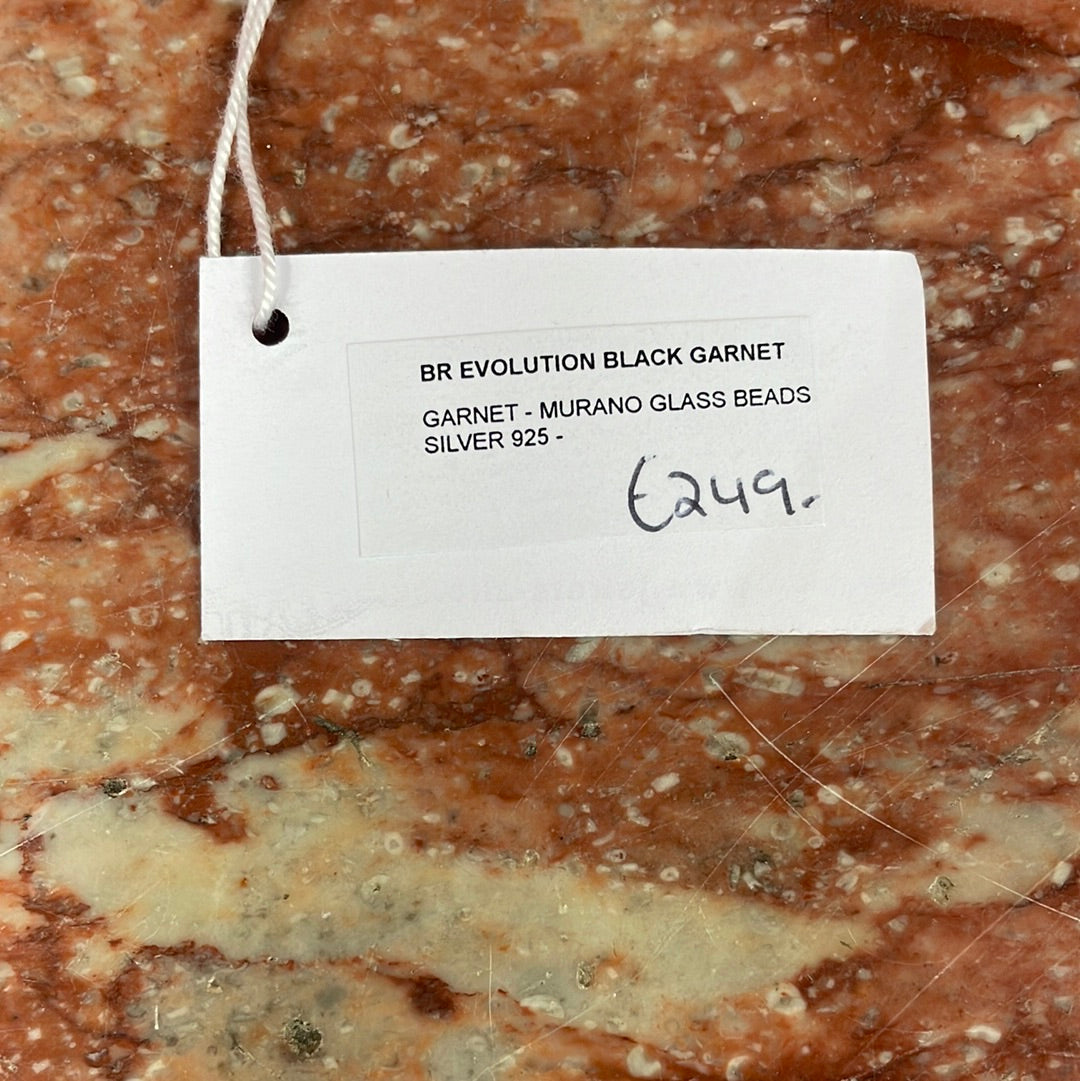 BR EVOLUTION BLACK GARNET
GARNET - MURANO GLASS BEADS
SILVER 925 -
€249.